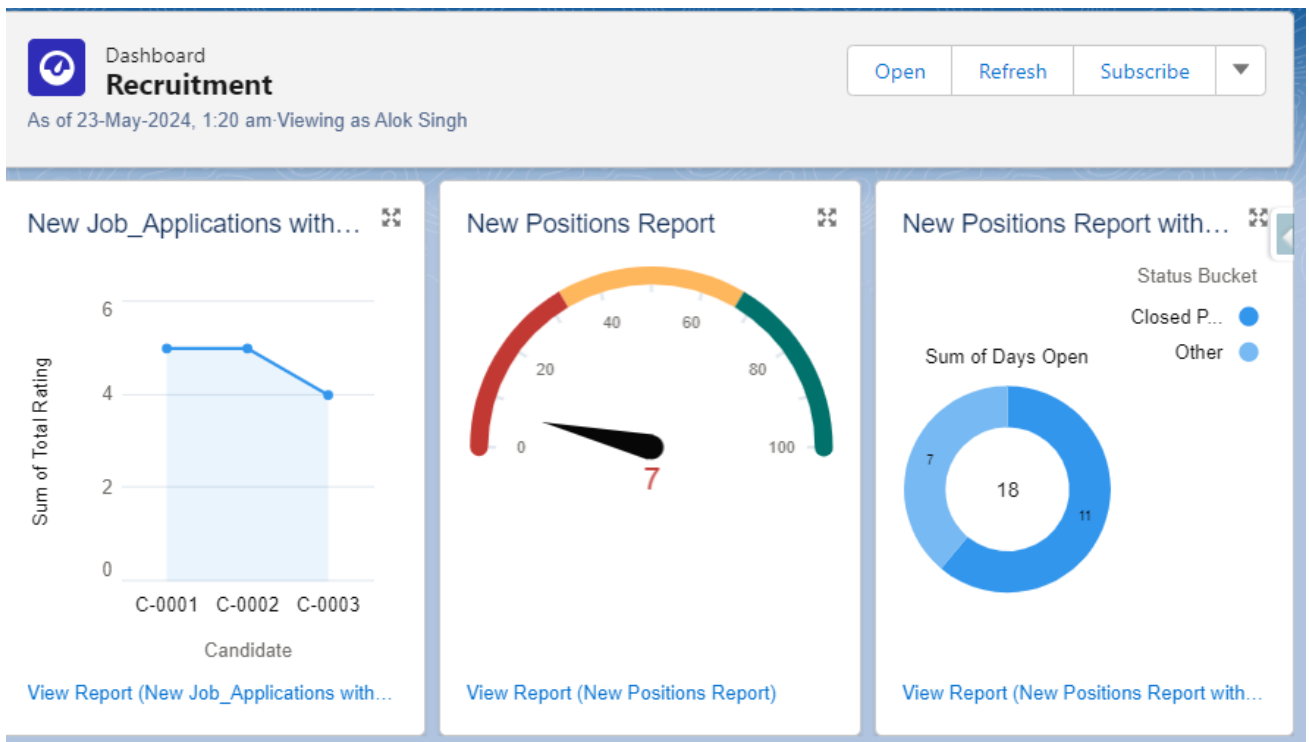 Dashboard
Recruitment
As of 23-May-2024, 1:20 am·Viewing as Alok Singh
Open
Refresh
Subscribe
New Job_Applications with...
6
4
2
0
Sum of Total Rating
C-0001 C-0002 C-0003
Candidate
View Report (New Job_Applications with...
New Positions Report
0
20
40
60
80
100
7
View Report (New Positions Report)
New Positions Report with...
Status Bucket
Closed P...
Other
Sum of Days Open
7
18
11
View Report (New Positions Report with...